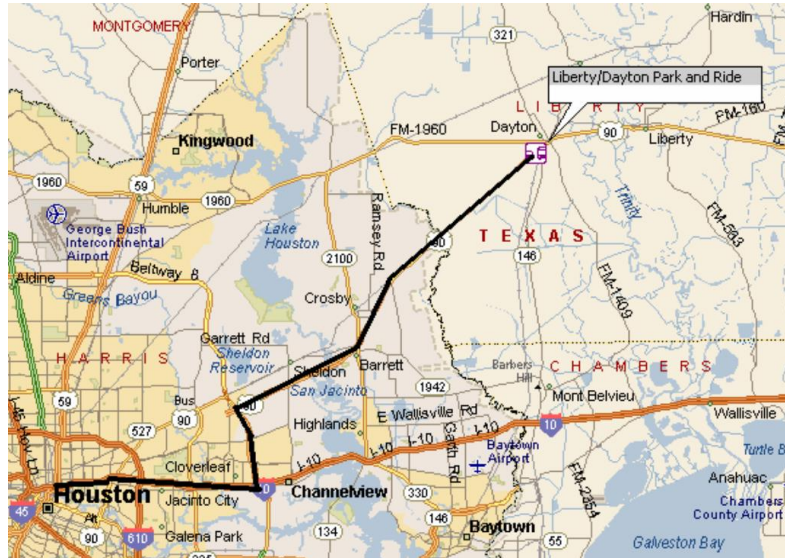 MONTGOMERY
Porter
Hardin
321
Liberty/Dayton Park and Ride
LIBERTY
Kingwood
FM-1960
Dayton
90
Liberty
FM-160
1960
59
Humble
1960
George Bush
Intercontinental
Airport
Lake
Houston
Ramsey Rd
Trinity
FM-563
TEXAS
90
146
2100
Aldine
Beltway 8
Greens Bayou
Crosby
FM-1409
Garrett Rd
HARRIS
Sheldon
Reservoir
Sheldon
Barrett
CHAMBERS
Barbers
Hill
San Jacinto
1942
Mont Belvieu
59
Bus
90
90
E Wallisville Rd
10
Wallisville
527
Highlands
I-10
I-10
Garth Rd
Baytown
Airport
I-45 Hov Ln
Cloverleaf
Turtle B
Houston
Channelview
FM-2354
Anahuac
Jacinto City
330
Chambers
County Airport
45
Alt
90
610
Galena Park
134
146
Baytown
55
Galveston Bay